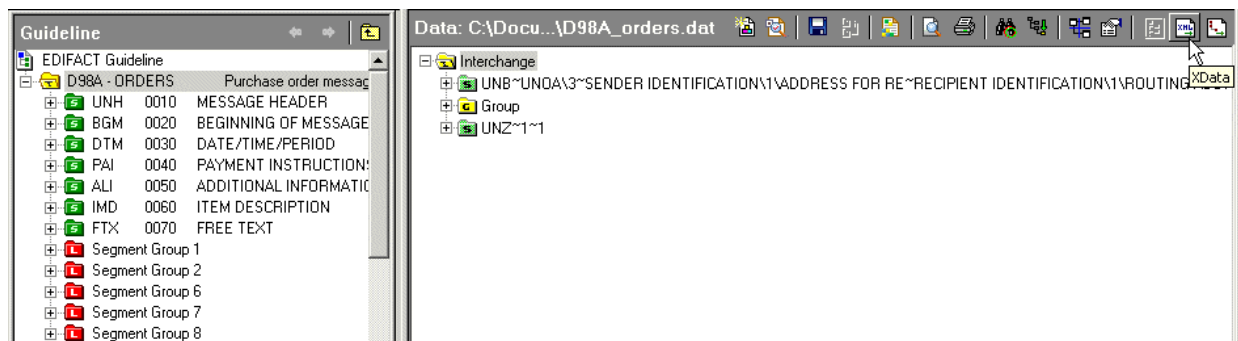 Guideline
EDIFACT Guideline
D98A - ORDERS Purchase order messag
UNH 0010 MESSAGE HEADER
BGM 0020 BEGINNING OF MESSAGE
DTM 0030 DATE/TIME/PERIOD
PAI 0040 PAYMENT INSTRUCTION
ALI 0050 ADDITIONAL INFORMATIO
IMD 0060 ITEM DESCRIPTION
FTX 0070 FREE TEXT
Segment Group 1
Segment Group 2
Segment Group 6
Segment Group 7
Segment Group 8
Data: C:\Docu...\D98A_orders.dat
XML
Interchange
UNB~UNOA\3~SENDER IDENTIFICATION\1\ADDRESS FOR RE~RECIPIENT IDENTIFICATION\1\ROUTING
XData
Group
UNZ~1~1